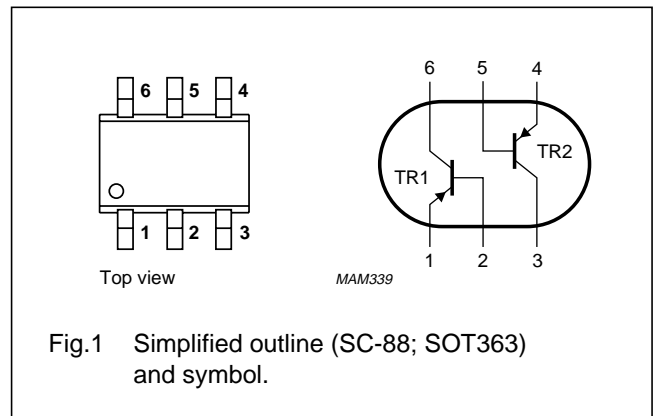 6 5 4
1 2 3
Top view
6 5 4
TR1
TR2
1 2 3
MAM339
Fig.1 Simplified outline (SC-88; SOT363)
and symbol.